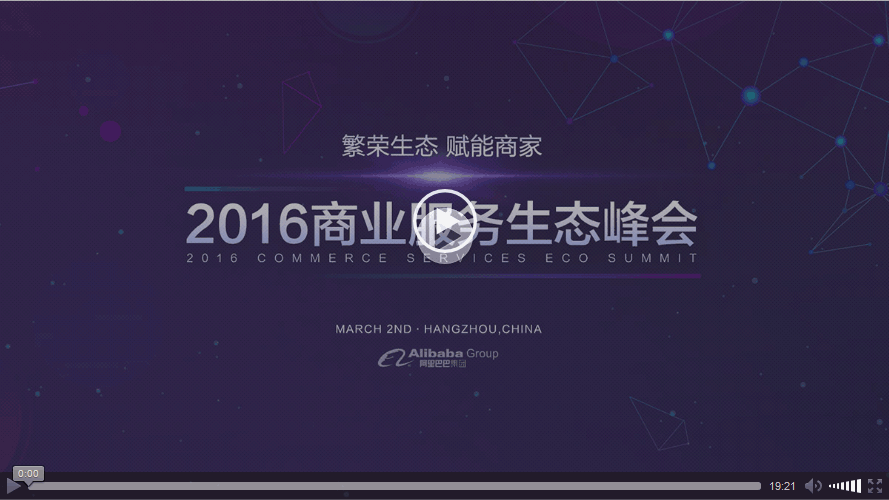 繁荣生态 赋能商家
2016商业服务生态峰会
2016 COMMERCE SERVICES ECO SUMMIT
MARCH 2ND · HANGZHOU,CHINA
Alibaba Group
阿里巴巴集团
0:00
19:21